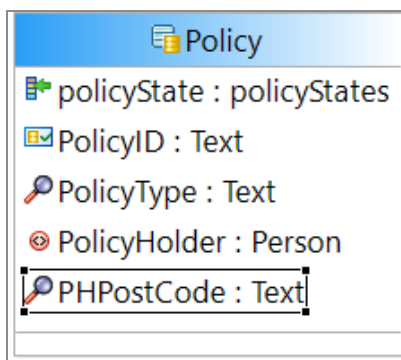 Policy
policyState : policyStates
PolicyID : Text
PolicyType : Text
PolicyHolder : Person
PHPostCode : Text